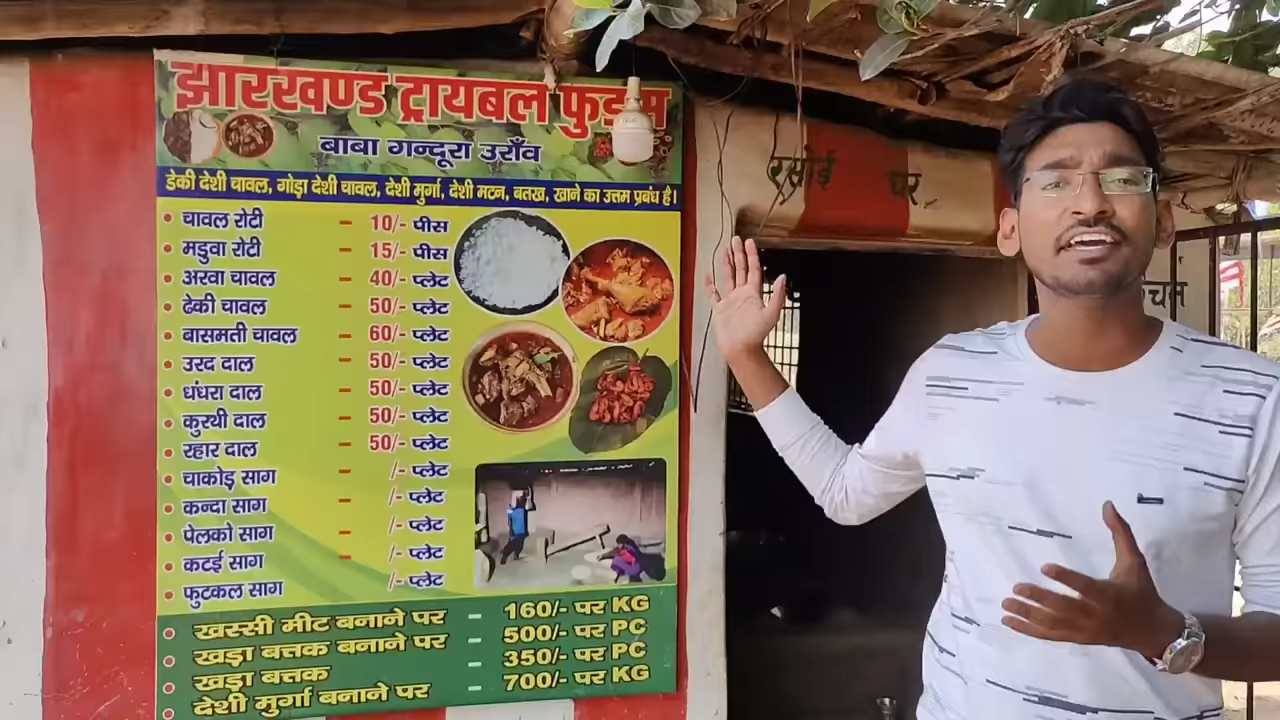 झारखण्ड ट्रायबल फुड्स
बाबा गन्दूरा उराँव
ढेकी देशी चावल, गोड़ा देशी चावल, देशी मुर्गा, देशी मटन, बतख, खाने का उत्तम प्रबंध है।
• चावल रोटी - 10/- पीस
• मडुवा रोटी - 15/- पीस
• अरवा चावल - 40/- प्लेट
• ढेकी चावल - 50/- प्लेट
• बासमती चावल - 60/- प्लेट
• उरद दाल - 50/- प्लेट
• धंधरा दाल - 50/- प्लेट
• कुरथी दाल - 50/- प्लेट
• रहार दाल - 50/- प्लेट
• चाकोड़ साग - /- प्लेट
• कन्दा साग - /- प्लेट
• पेलको साग - /- प्लेट
• कटई साग - /- प्लेट
• फुटकल साग /- प्लेट
• खस्सी मीट बनाने पर - 160/- पर KG
• खड़ा बत्तक बनाने पर - 500/- पर PC
• खड़ा बत्तक - 350/- पर PC
• देशी मुर्गा बनाने पर - 700/- पर KG
रसोई घर